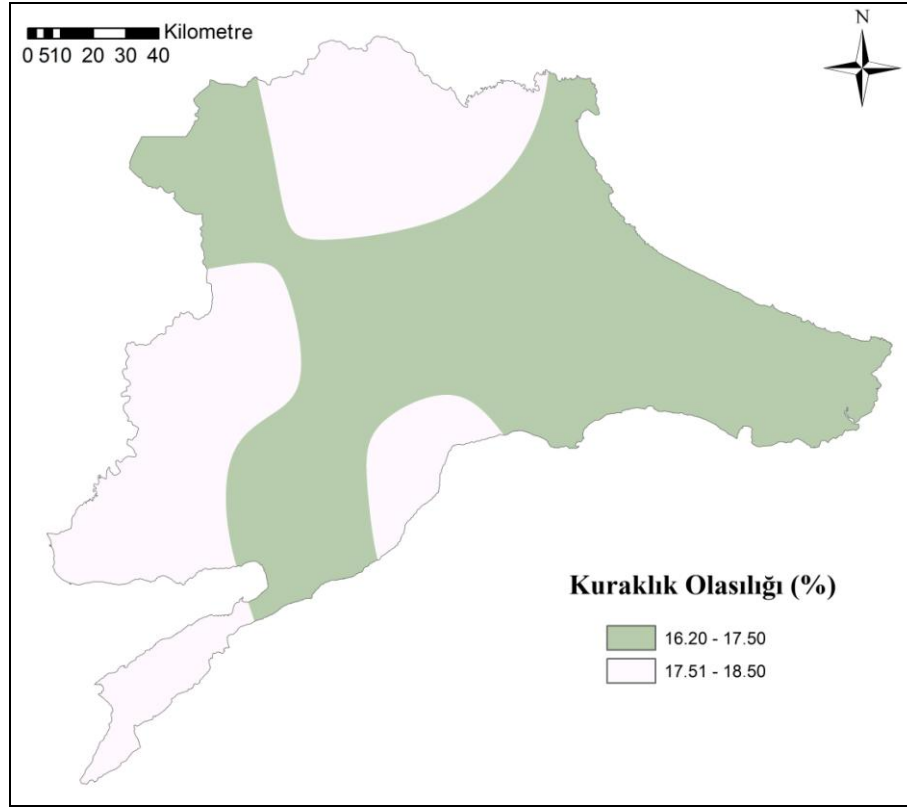 Kilometre
0 510 20 30 40
N
Kuraklık Olasılığı (%)
16.20 - 17.50
17.51 - 18.50